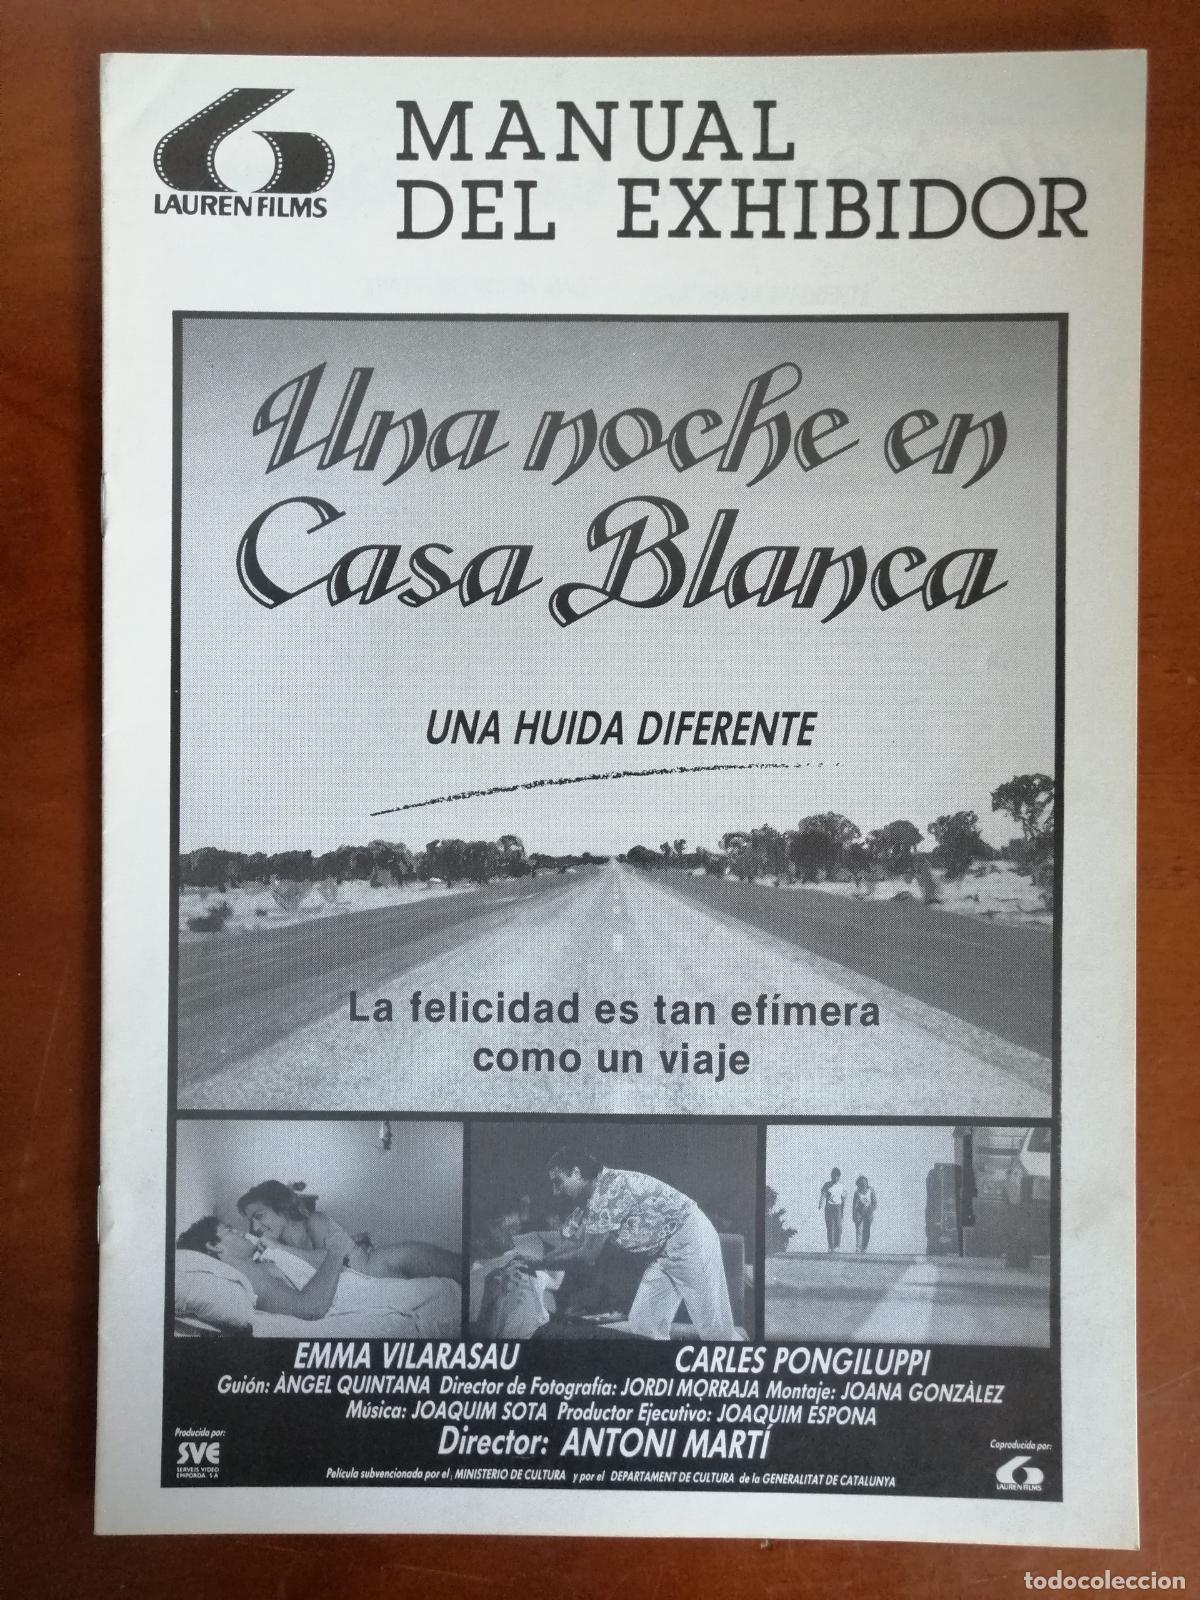 LAUREN FILMS
MANUAL
DEL EXHIBIDOR
Una noche en
Casa Blanca
UNA HUIDA DIFERENTE
La felicidad es tan efímera
como un viaje
EMMA VILARASAU CARLES PONGILUPPI
Guión: ÀNGEL QUINTANA Director de Fotografía: JORDI MORRAJA Montaje: JOANA GONZÀLEZ
Música: JOAQUIM SOTA Productor Ejecutivo: JOAQUIM ESPONA
Director: ANTONI MARTÍ
Producida por:
SVE
SERVEIS VIDEO
EMPORDA, S.A
Película subvencionada por el MINISTERIO DE CULTURA y por el DEPARTAMENT DE CULTURA de la GENERALITAT DE CATALUNYA
Coproducida por:
LAUREN FILMS
todocoleccion